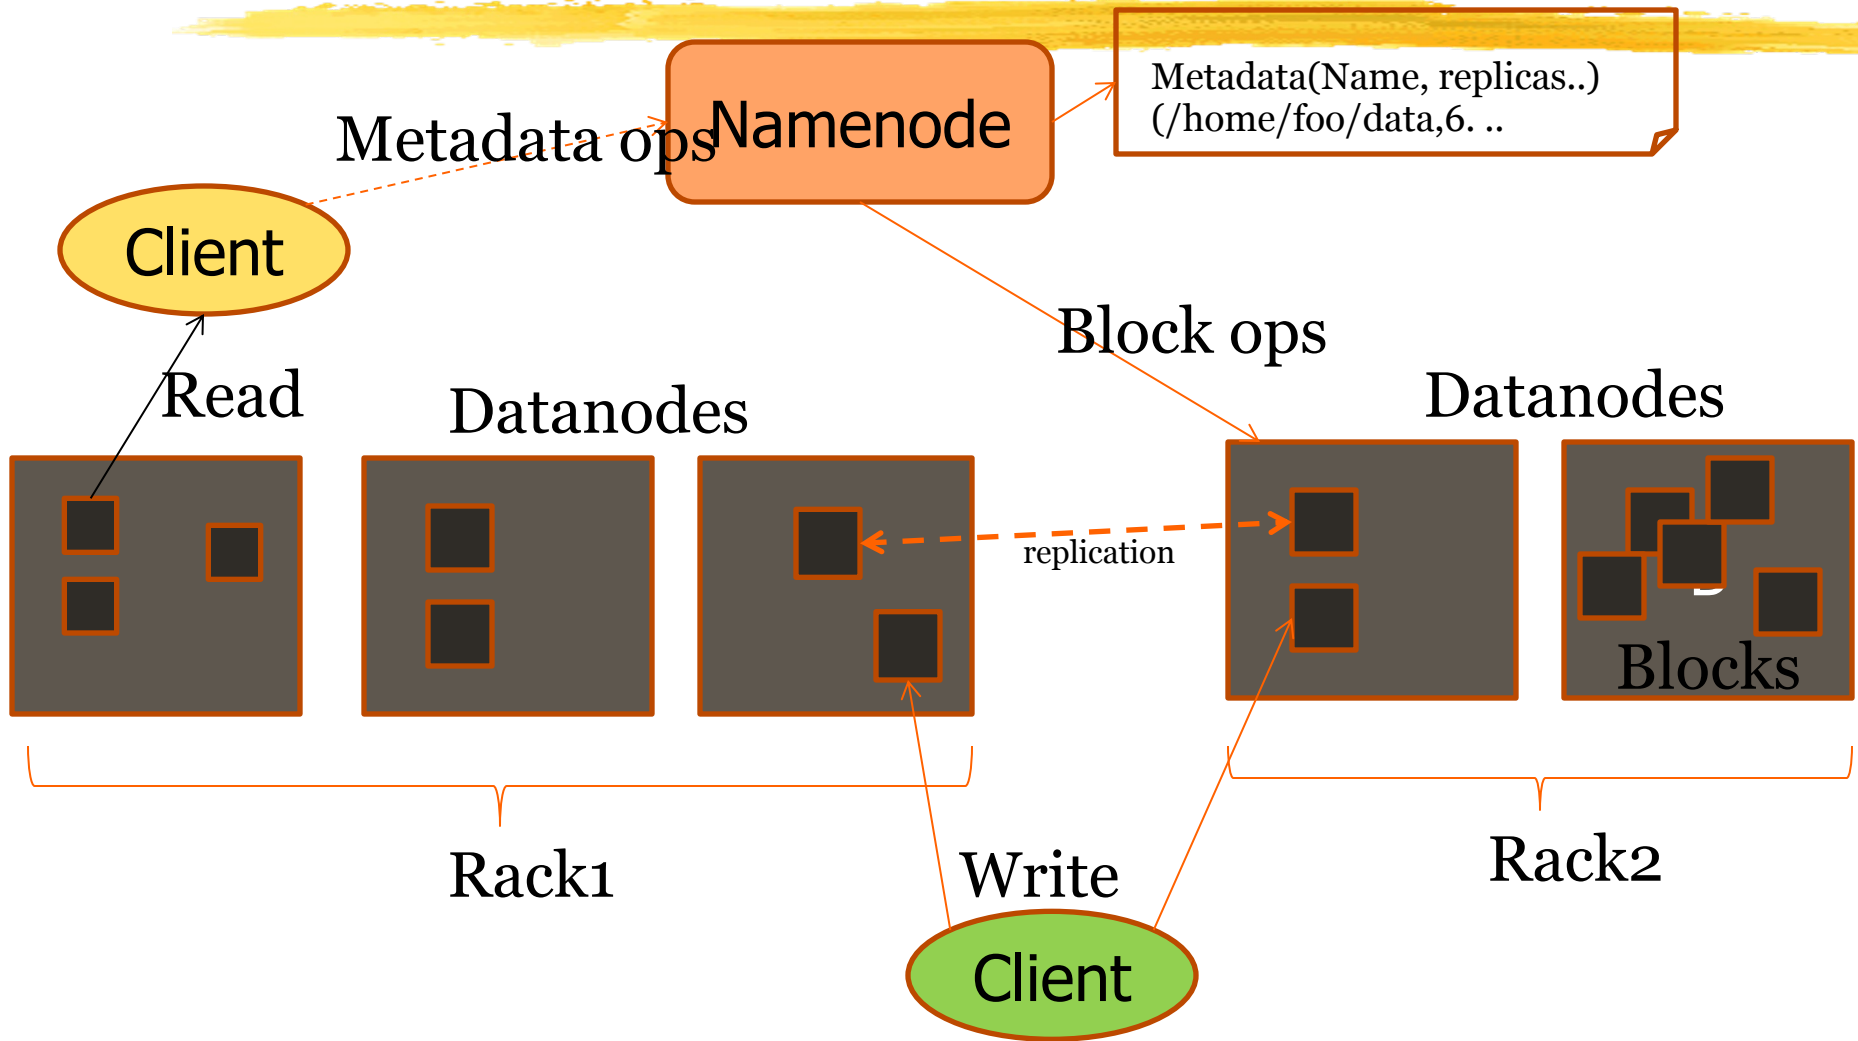 Metadata(Name, replicas..)
(/home/foo/data,6. ..
Namenode
Metadata ops
Client
Block ops
Read
Datanodes
Datanodes
replication
Blocks
Rack1
Write
Rack2
Client